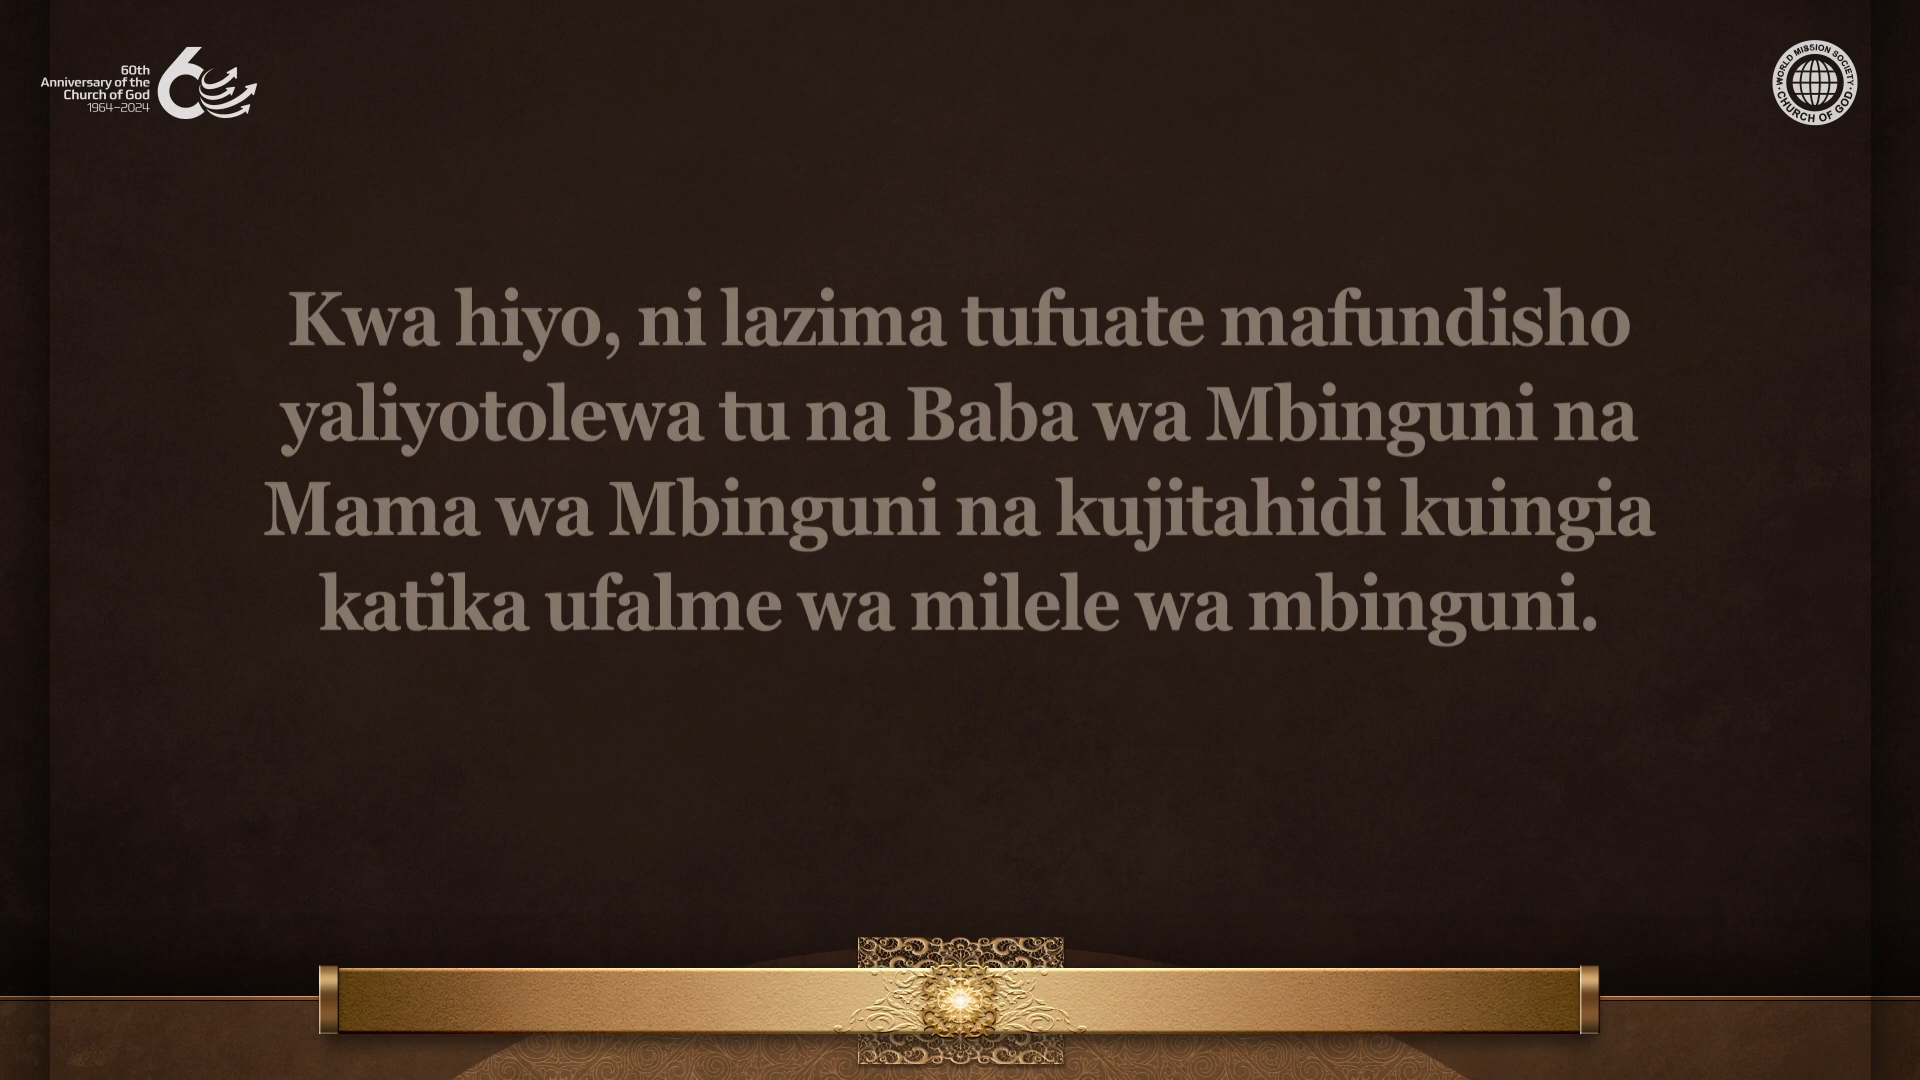 60th
Anniversary of the
Church of God
1964–2024
60
WORLD MISSION SOCIETY
CHURCH OF GOD
Kwa hiyo, ni lazima tufuate mafundisho
yaliyotolewa tu na Baba wa Mbinguni na
Mama wa Mbinguni na kujitahidi kuingia
katika ufalme wa milele wa mbinguni.